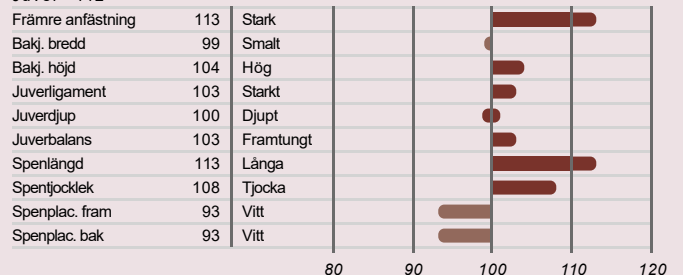 Främre anfästning 113 Stark
Bakj. bredd 99 Smalt
Bakj. höjd 104 Hög
Juverligament 103 Starkt
Juverdjup 100 Djupt
Juverbalans 103 Framtungt
Spenlängd 113 Långa
Spentjocklek 108 Tjocka
Spenplac. fram 93 Vitt
Spenplac. bak 93 Vitt
80 90 100 110 120